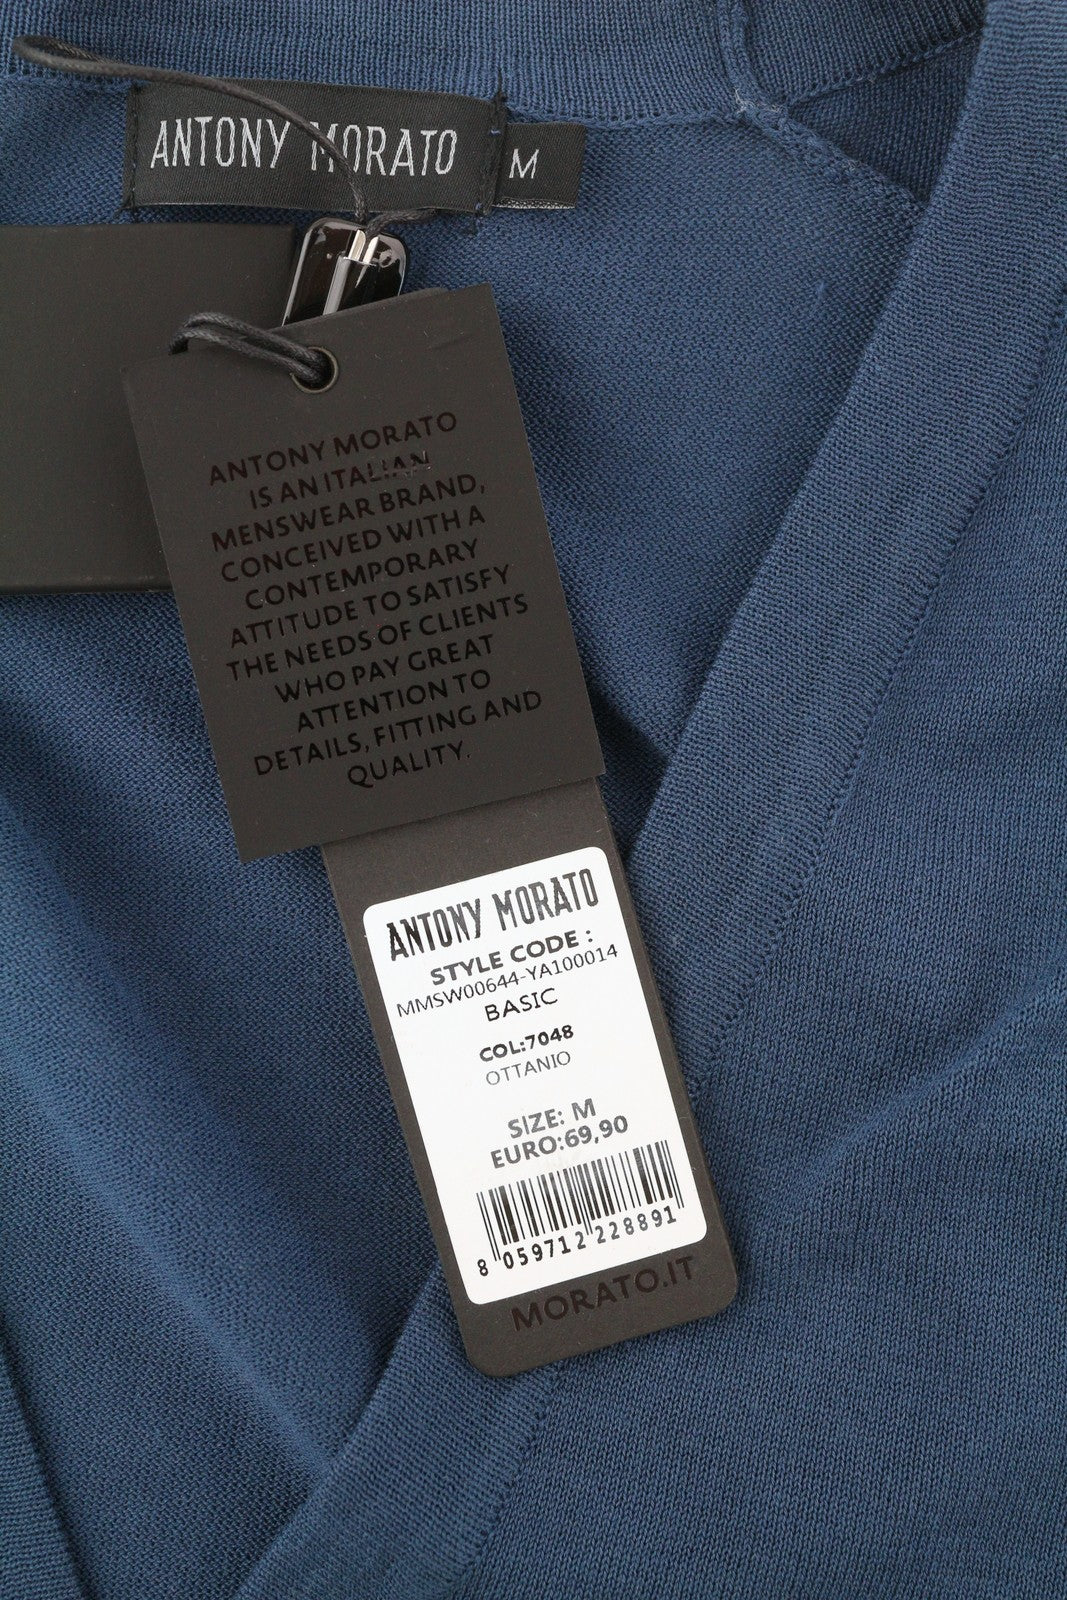 ANTONY MORATO
M
ANTONY MORATO
IS AN ITALIAN
MENSWEAR BRAND,
CONCEIVED WITH A
CONTEMPORARY
ATTITUDE TO SATISFY
THE NEEDS OF CLIENTS
WHO PAY GREAT
ATTENTION TO
DETAILS, FITTING AND
QUALITY.
ANTONY MORATO
STYLE CODE :
MMSW00644-YA100014
BASIC
COL:7048
OTTANIO
SIZE: M
EURO:69,90
8 059712 228891
MORATO.IT